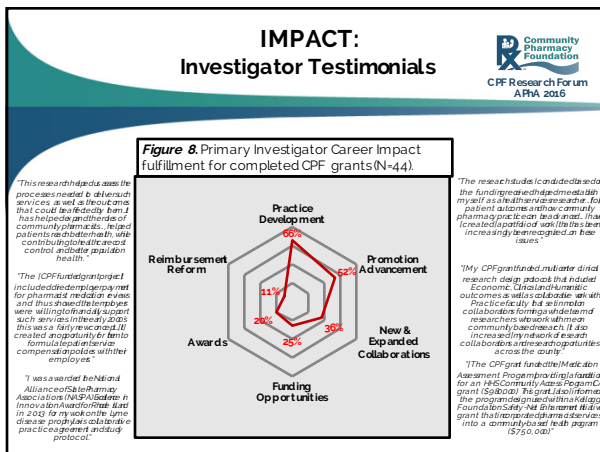 IMPACT:
Investigator Testimonials
Community
Pharmacy
Foundation
CPF Research Forum
APhA 2016
"This research helped us assess the
processes needed to deliver such
services, as well as the outcomes
that could be affected by them. It
has helped expand the roles of
community pharmacists... helped
patients reach better health, while
contributing to healthcare cost
control and better population
health."
"The [CPF funded grant project]
included direct employer payment
for pharmacist medication reviews
and thus showed that employers
were willing to financially support
such services. In the early 2000s
this was a fairly new concept. [It]
created an opportunity for them to
formulate patient service
compensation policies with their
employers."
"I was awarded the National
Alliance of State Pharmacy
Associations (NASPA) Excellence in
Innovation Award for Rhode Island
in 2013 for my work on the Lyme
disease prophylaxis collaborative
practice agreement and study
protocol."
Figure 8. Primary Investigator Career Impact
fulfillment for completed CPF grants (N=44).
Practice
Development
66%
Promotion
Advancement
52%
New &
Expanded
Collaborations
36%
Funding
Opportunities
25%
Awards
20%
Reimbursement
Reform
11%
"The research studies I conducted based on
the funding received helped me establish
myself as a health services researcher...[on]
patient outcomes and how community
pharmacy practice can be advanced...I have
[created] a portfolio of work [that] has been
increasingly been recognized...on these
issues."
"[My CPF grant funded, multicenter clinical
research design protocols that included
Economic, Clinical and Humanistic
outcomes as well as collaborative work with
Practice Faculty that set in motion
collaborators forming a whole team of
researchers who work with me on
community based research. It also
increased [my] network of research
collaborators and research opportunities
across the county."
"[The CPF grant funded the] Medication
Assessment Program providing] a foundation
for an HHS Community Access Program CAP
grant ($980,000). This grant, [also] informed
the program design used within a Kellogg
Foundation Safety-Net Enhancement Initiative
grant that incorporated pharmacist services
into a community-based health program
($750,000)"